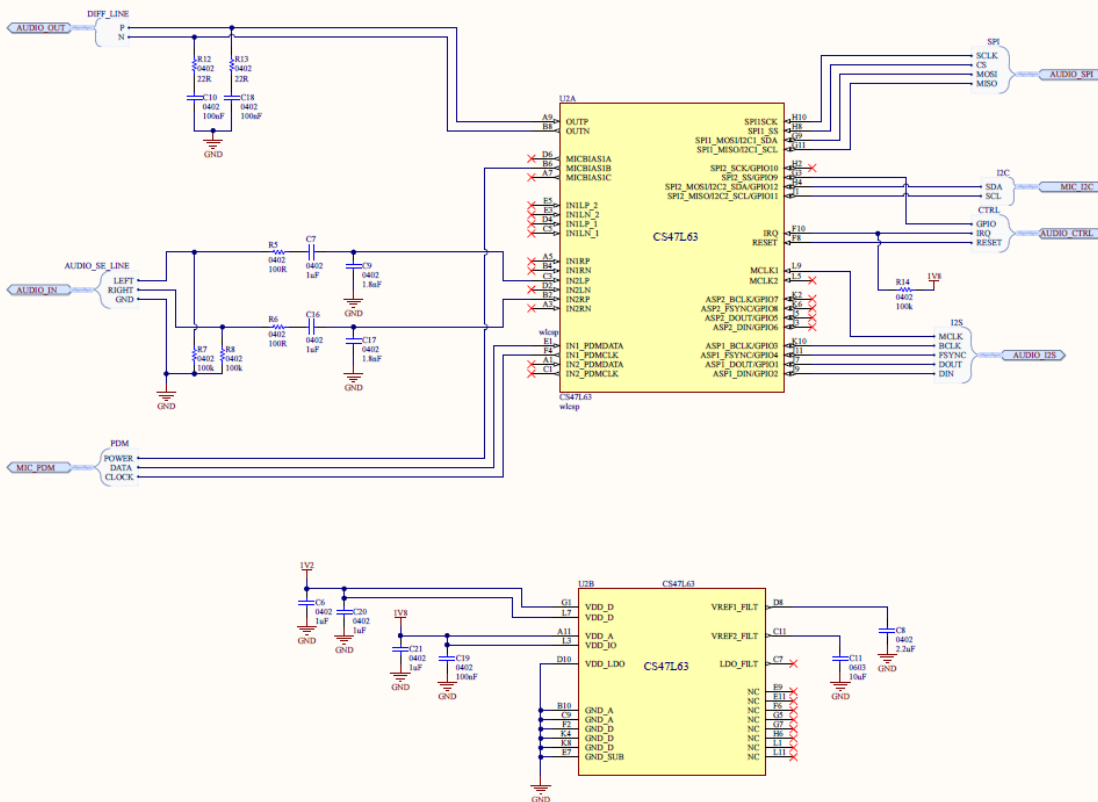 DIFF_LINE
AUDIO_OUT
P
N
R12
0402
22R
R13
0402
22R
C10
0402
100nF
C18
0402
100nF
GND
SPI
SCLK
CS
MOSI
MISO
AUDIO_SPI
U2A
A9 OUTP
B8 OUTN
D6 MICBIAS1A
B6 MICBIAS1B
A7 MICBIAS1C
E5 IN1LP_2
E3 IN1LN_2
D4 IN1LP_1
C5 IN1LN_1
A5 IN1RP
B4 IN1RN
C3 IN2LP
D2 IN2LN
B2 IN2RP
A3 IN2RN
wlcsp
E1 IN1_PDMDATA
F4 IN1_PDMCLK
A1 IN2_PDMDATA
C1 IN2_PDMCLK
CS47L63
SPI1SCK H10
SPI1_SS H8
SPI1_MOSI/I2C1_SDA G9
SPI1_MISO/I2C1_SCL G11
SPI2_SCK/GPIO10 H2
SPI2_SS/GPIO9 G3
SPI2_MOSI/I2C2_SDA/GPIO12 H4
SPI2_MISO/I2C2_SCL/GPIO11 J1
IRQ F10
RESET F8
MCLK1 L9
MCLK2 L5
ASP2_BCLK/GPIO7 K2
ASP2_FSYNC/GPIO8
ASP2_DOUT/GPIO5
ASP2_DIN/GPIO6
ASP1_BCLK/GPIO3 K10
ASP1_FSYNC/GPIO4
ASP1_DOUT/GPIO1
ASP1_DIN/GPIO2
CS47L63
wlcsp
I2C
SDA
SCL
MIC_I2C
CTRL
GPIO
IRQ
RESET
AUDIO_CTRL
R14
0402
100k
1V8
I2S
MCLK
BCLK
FSYNC
DOUT
DIN
AUDIO_I2S
AUDIO_SE_LINE
LEFT
RIGHT
GND
AUDIO_IN
R5
0402
100R
C7
0402
1uF
C9
0402
1.8nF
GND
R6
0402
100R
C16
0402
1uF
C17
0402
1.8nF
GND
R7
0402
100k
R8
0402
100k
GND
PDM
POWER
DATA
CLOCK
MIC_PDM
1V2
C6
0402
1uF
GND
C20
0402
1uF
GND
1V8
C21
0402
1uF
GND
C19
0402
100nF
GND
U2B CS47L63
G1 VDD_D
L7 VDD_D
A11 VDD_A
L3 VDD_IO
D10 VDD_LDO
B10 GND_A
C9 GND_A
F2 GND_D
K4 GND_D
K8 GND_D
E7 GND_SUB
GND
CS47L63
VREF1_FILT D8
VREF2_FILT C11
LDO_FILT C7
NC E9
NC E11
NC F6
NC G5
NC G7
NC H6
NC L1
NC L11
C8
0402
2.2uF
GND
C11
0603
10uF
GND